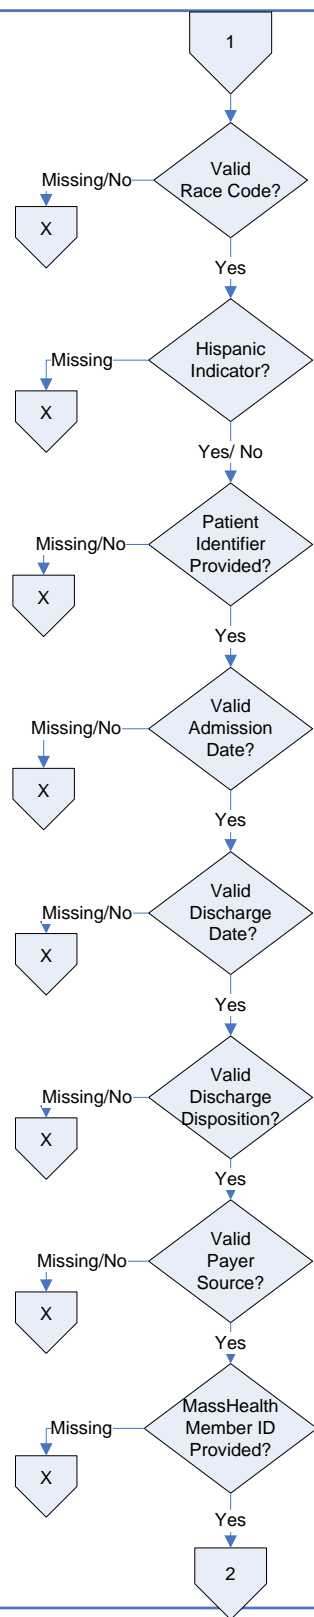 1
Valid
Race Code?
Missing/No
X
Yes
Hispanic
Indicator?
Missing
X
Yes/ No
Patient
Identifier
Provided?
Missing/No
X
Yes
Valid
Admission
Date?
Missing/No
X
Yes
Valid
Discharge
Date?
Missing/No
X
Yes
Valid
Discharge
Disposition?
Missing/No
X
Yes
Valid
Payer
Source?
Missing/No
X
Yes
MassHealth
Member ID
Provided?
Missing
X
Yes
2